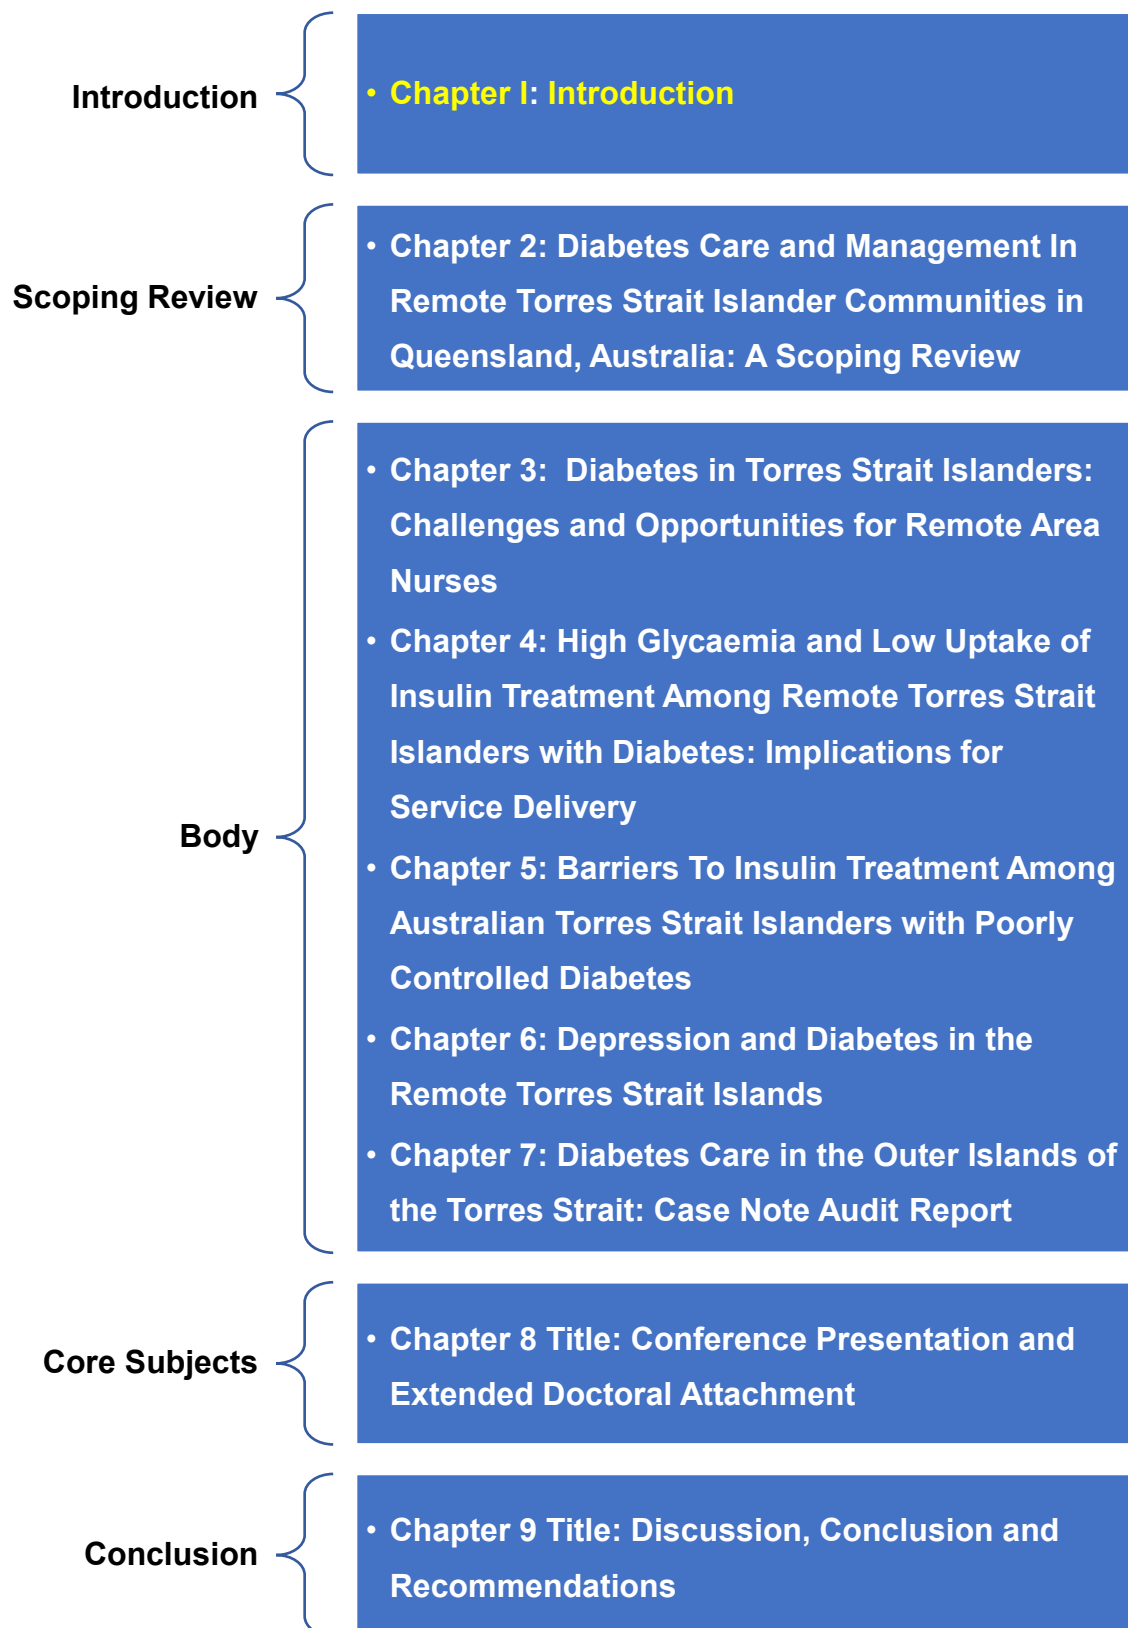 Introduction
• Chapter I: Introduction
Scoping Review
• Chapter 2: Diabetes Care and Management In
Remote Torres Strait Islander Communities in
Queensland, Australia: A Scoping Review
Body
• Chapter 3:  Diabetes in Torres Strait Islanders:
Challenges and Opportunities for Remote Area
Nurses
• Chapter 4: High Glycaemia and Low Uptake of
Insulin Treatment Among Remote Torres Strait
Islanders with Diabetes: Implications for
Service Delivery
• Chapter 5: Barriers To Insulin Treatment Among
Australian Torres Strait Islanders with Poorly
Controlled Diabetes
• Chapter 6: Depression and Diabetes in the
Remote Torres Strait Islands
• Chapter 7: Diabetes Care in the Outer Islands of
the Torres Strait: Case Note Audit Report
Core Subjects
• Chapter 8 Title: Conference Presentation and
Extended Doctoral Attachment
Conclusion
• Chapter 9 Title: Discussion, Conclusion and
Recommendations